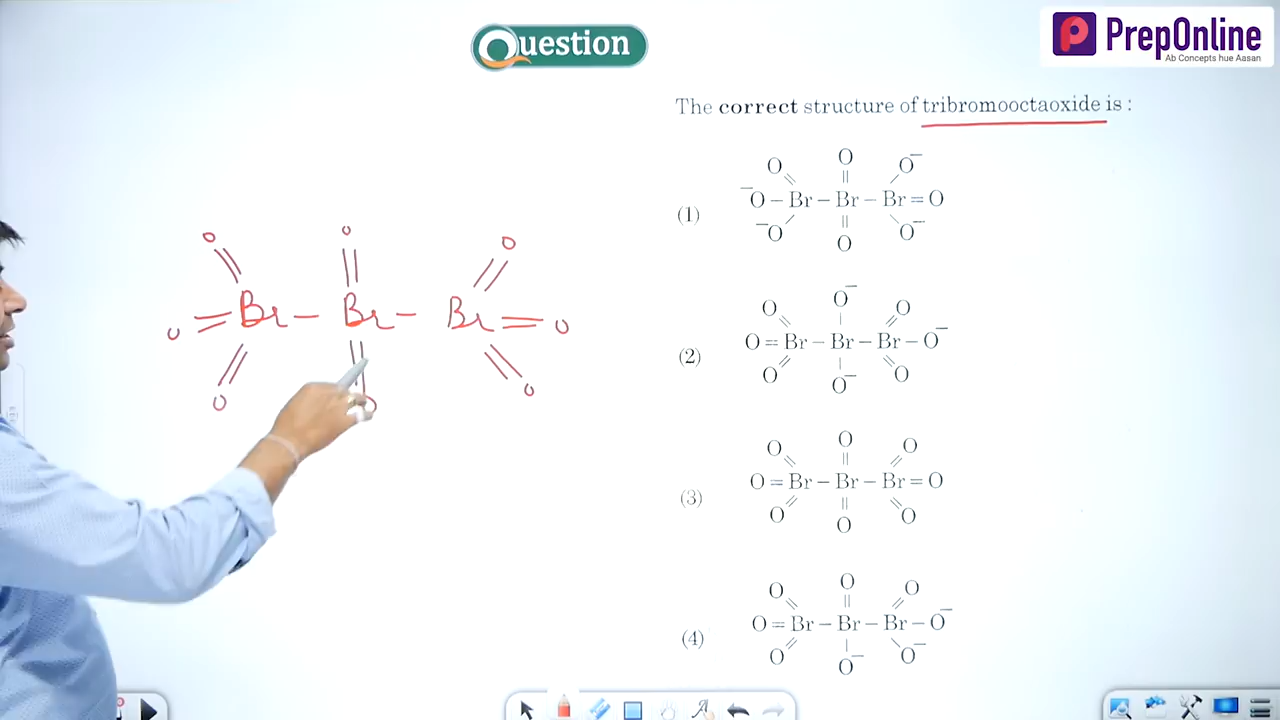 Question
PrepOnline
Ab Concepts hue Aasan
The correct structure of tribromooctaoxide is :
(1)
O O O⁻
⁻O – Br – Br – Br = O
⁻O O O⁻
(2)
O O⁻ O
O = Br – Br – Br – O⁻
O O⁻ O
(3)
O O O
O = Br – Br – Br = O
O O O
(4)
O O O
O = Br – Br – Br – O⁻
O O⁻ O⁻
O O O
O = Br – Br – Br = O
O O O